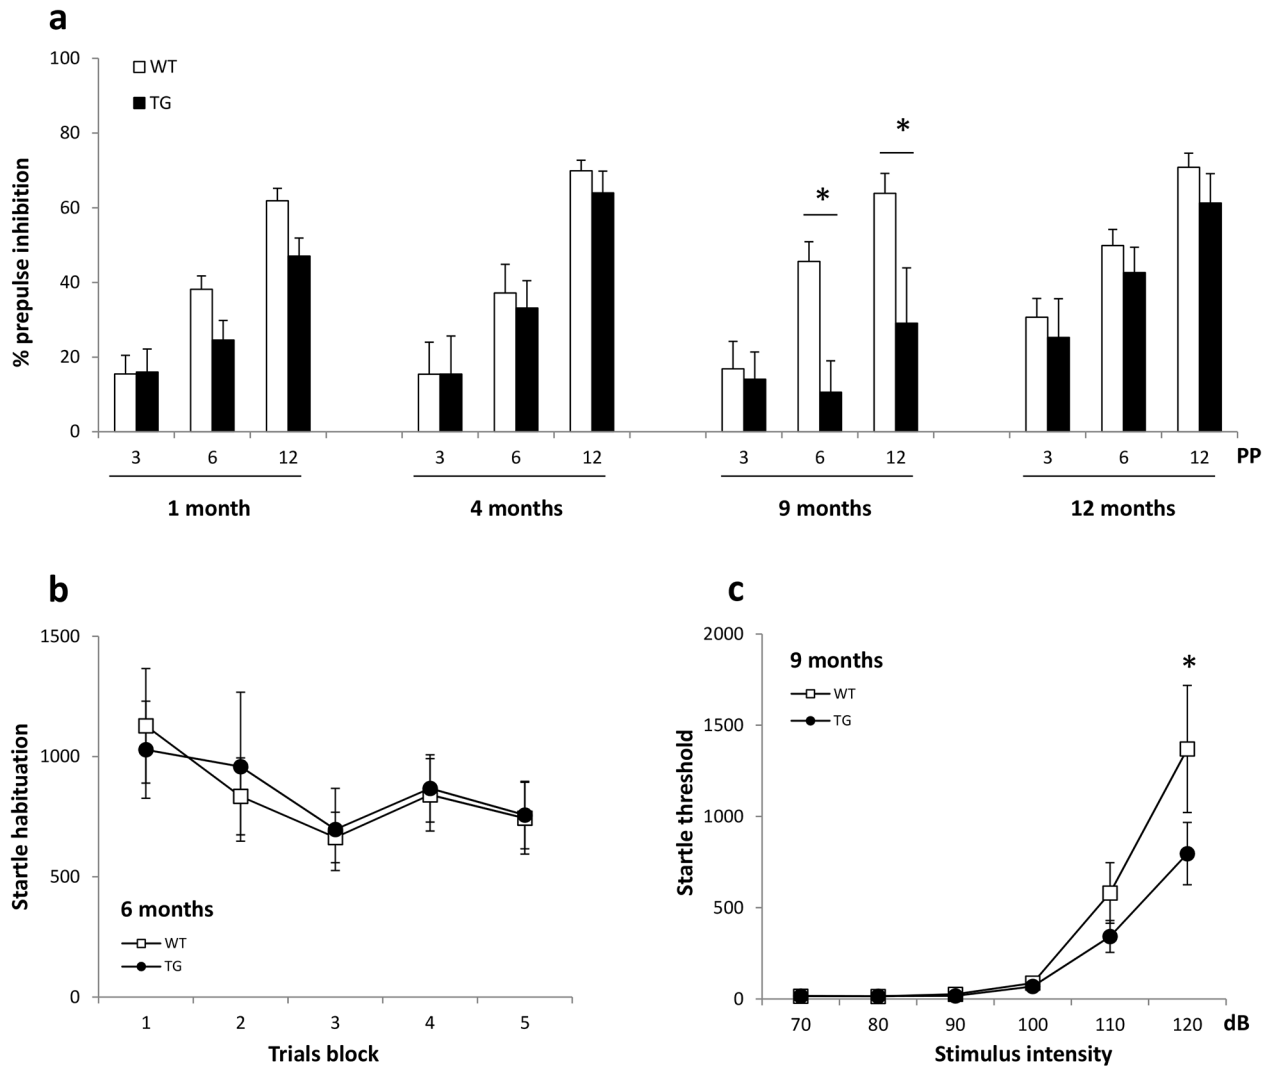 a
% prepulse inhibition
100
80
60
40
20
0
WT
TG
*
*
3 6 12 3 6 12 3 6 12 3 6 12 PP
1 month 4 months 9 months 12 months
b
Startle habituation
1500
1000
500
0
6 months
WT
TG
1 2 3 4 5
Trials block
c
Startle threshold
2000
1500
1000
500
0
9 months
WT
TG
*
70 80 90 100 110 120 dB
Stimulus intensity